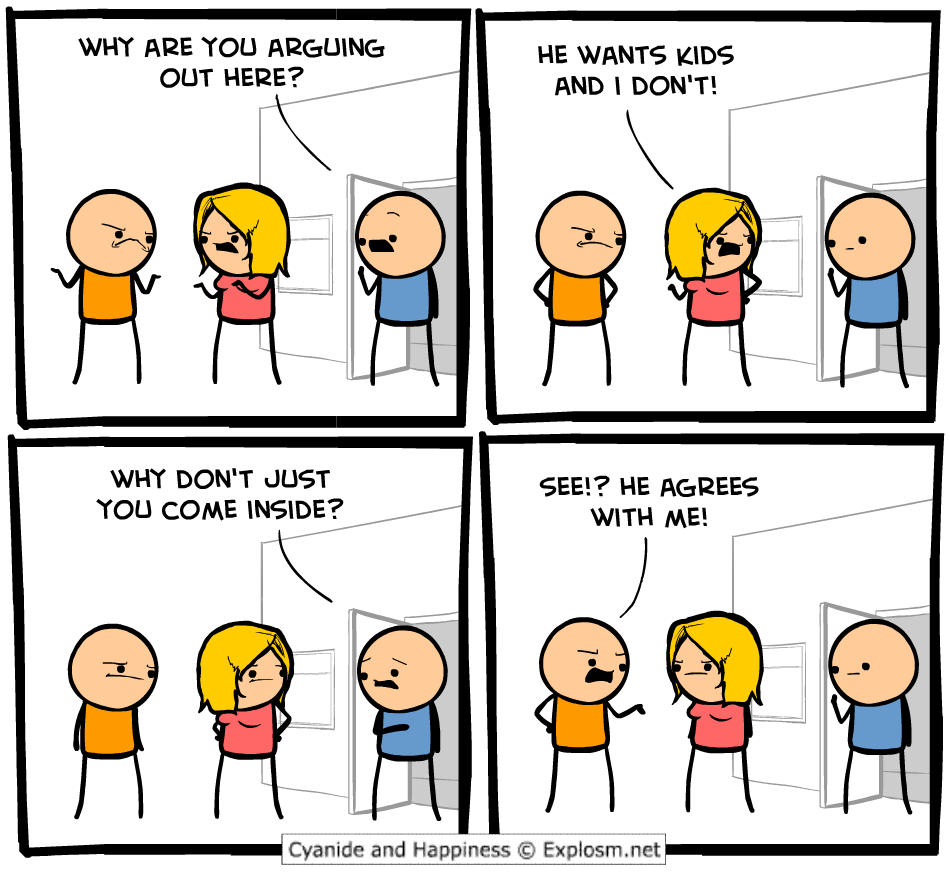 WHY ARE YOU ARGUING
OUT HERE?
HE WANTS KIDS
AND I DON'T!
WHY DON'T JUST
YOU COME INSIDE?
SEE!? HE AGREES
WITH ME!
Cyanide and Happiness © Explosm.net